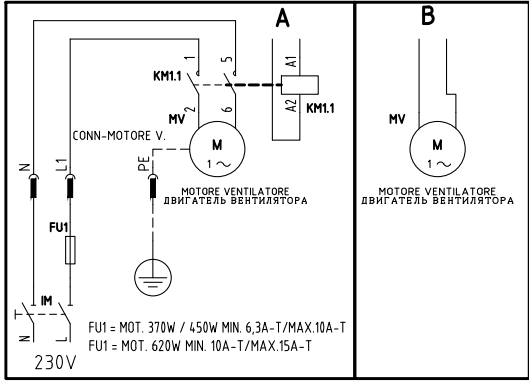 A
B
1
5
A1
KM1.1
A2
KM1.1
2
6
MV
MV
CONN-MOTORE V.
M
1 ~
M
1 ~
N
L1
PE
MOTORE VENTILATORE
ДВИГАТЕЛЬ ВЕНТИЛЯТОРА
MOTORE VENTILATORE
ДВИГАТЕЛЬ ВЕНТИЛЯТОРА
FU1
IM
N
L
FU1 = MOT. 370W / 450W MIN. 6,3A-T/MAX.10A-T
FU1 = MOT. 620W MIN. 10A-T/MAX.15A-T
230V